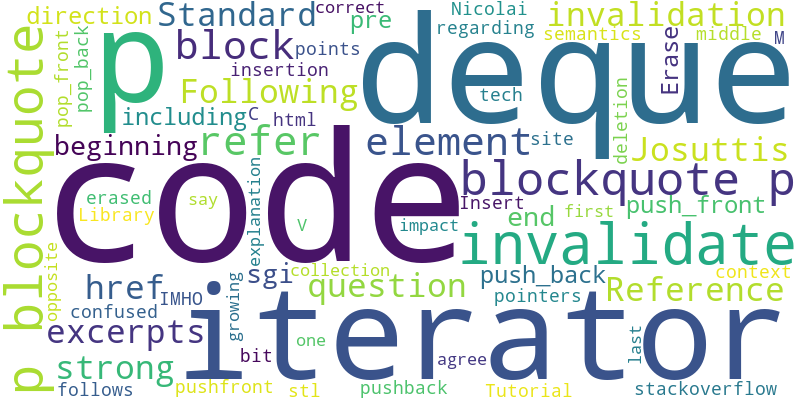 direction Standard correct Nicolai invalidation
pop_front pop_back p block points pre regarding deque semantics middle M
insertion Following tech Erase
including C html
beginning refer element site deletion Josuttis
p blockquote code blockquote p
erased say explanation V Insert end first push_front
Library impact invalidate
opposite href sgi collection push_back context
growing question pointers Reference
confused IMHO iterator
excerpts bit one agree last
strong
follows pushfront stl pushback Tutorial stackoverflow